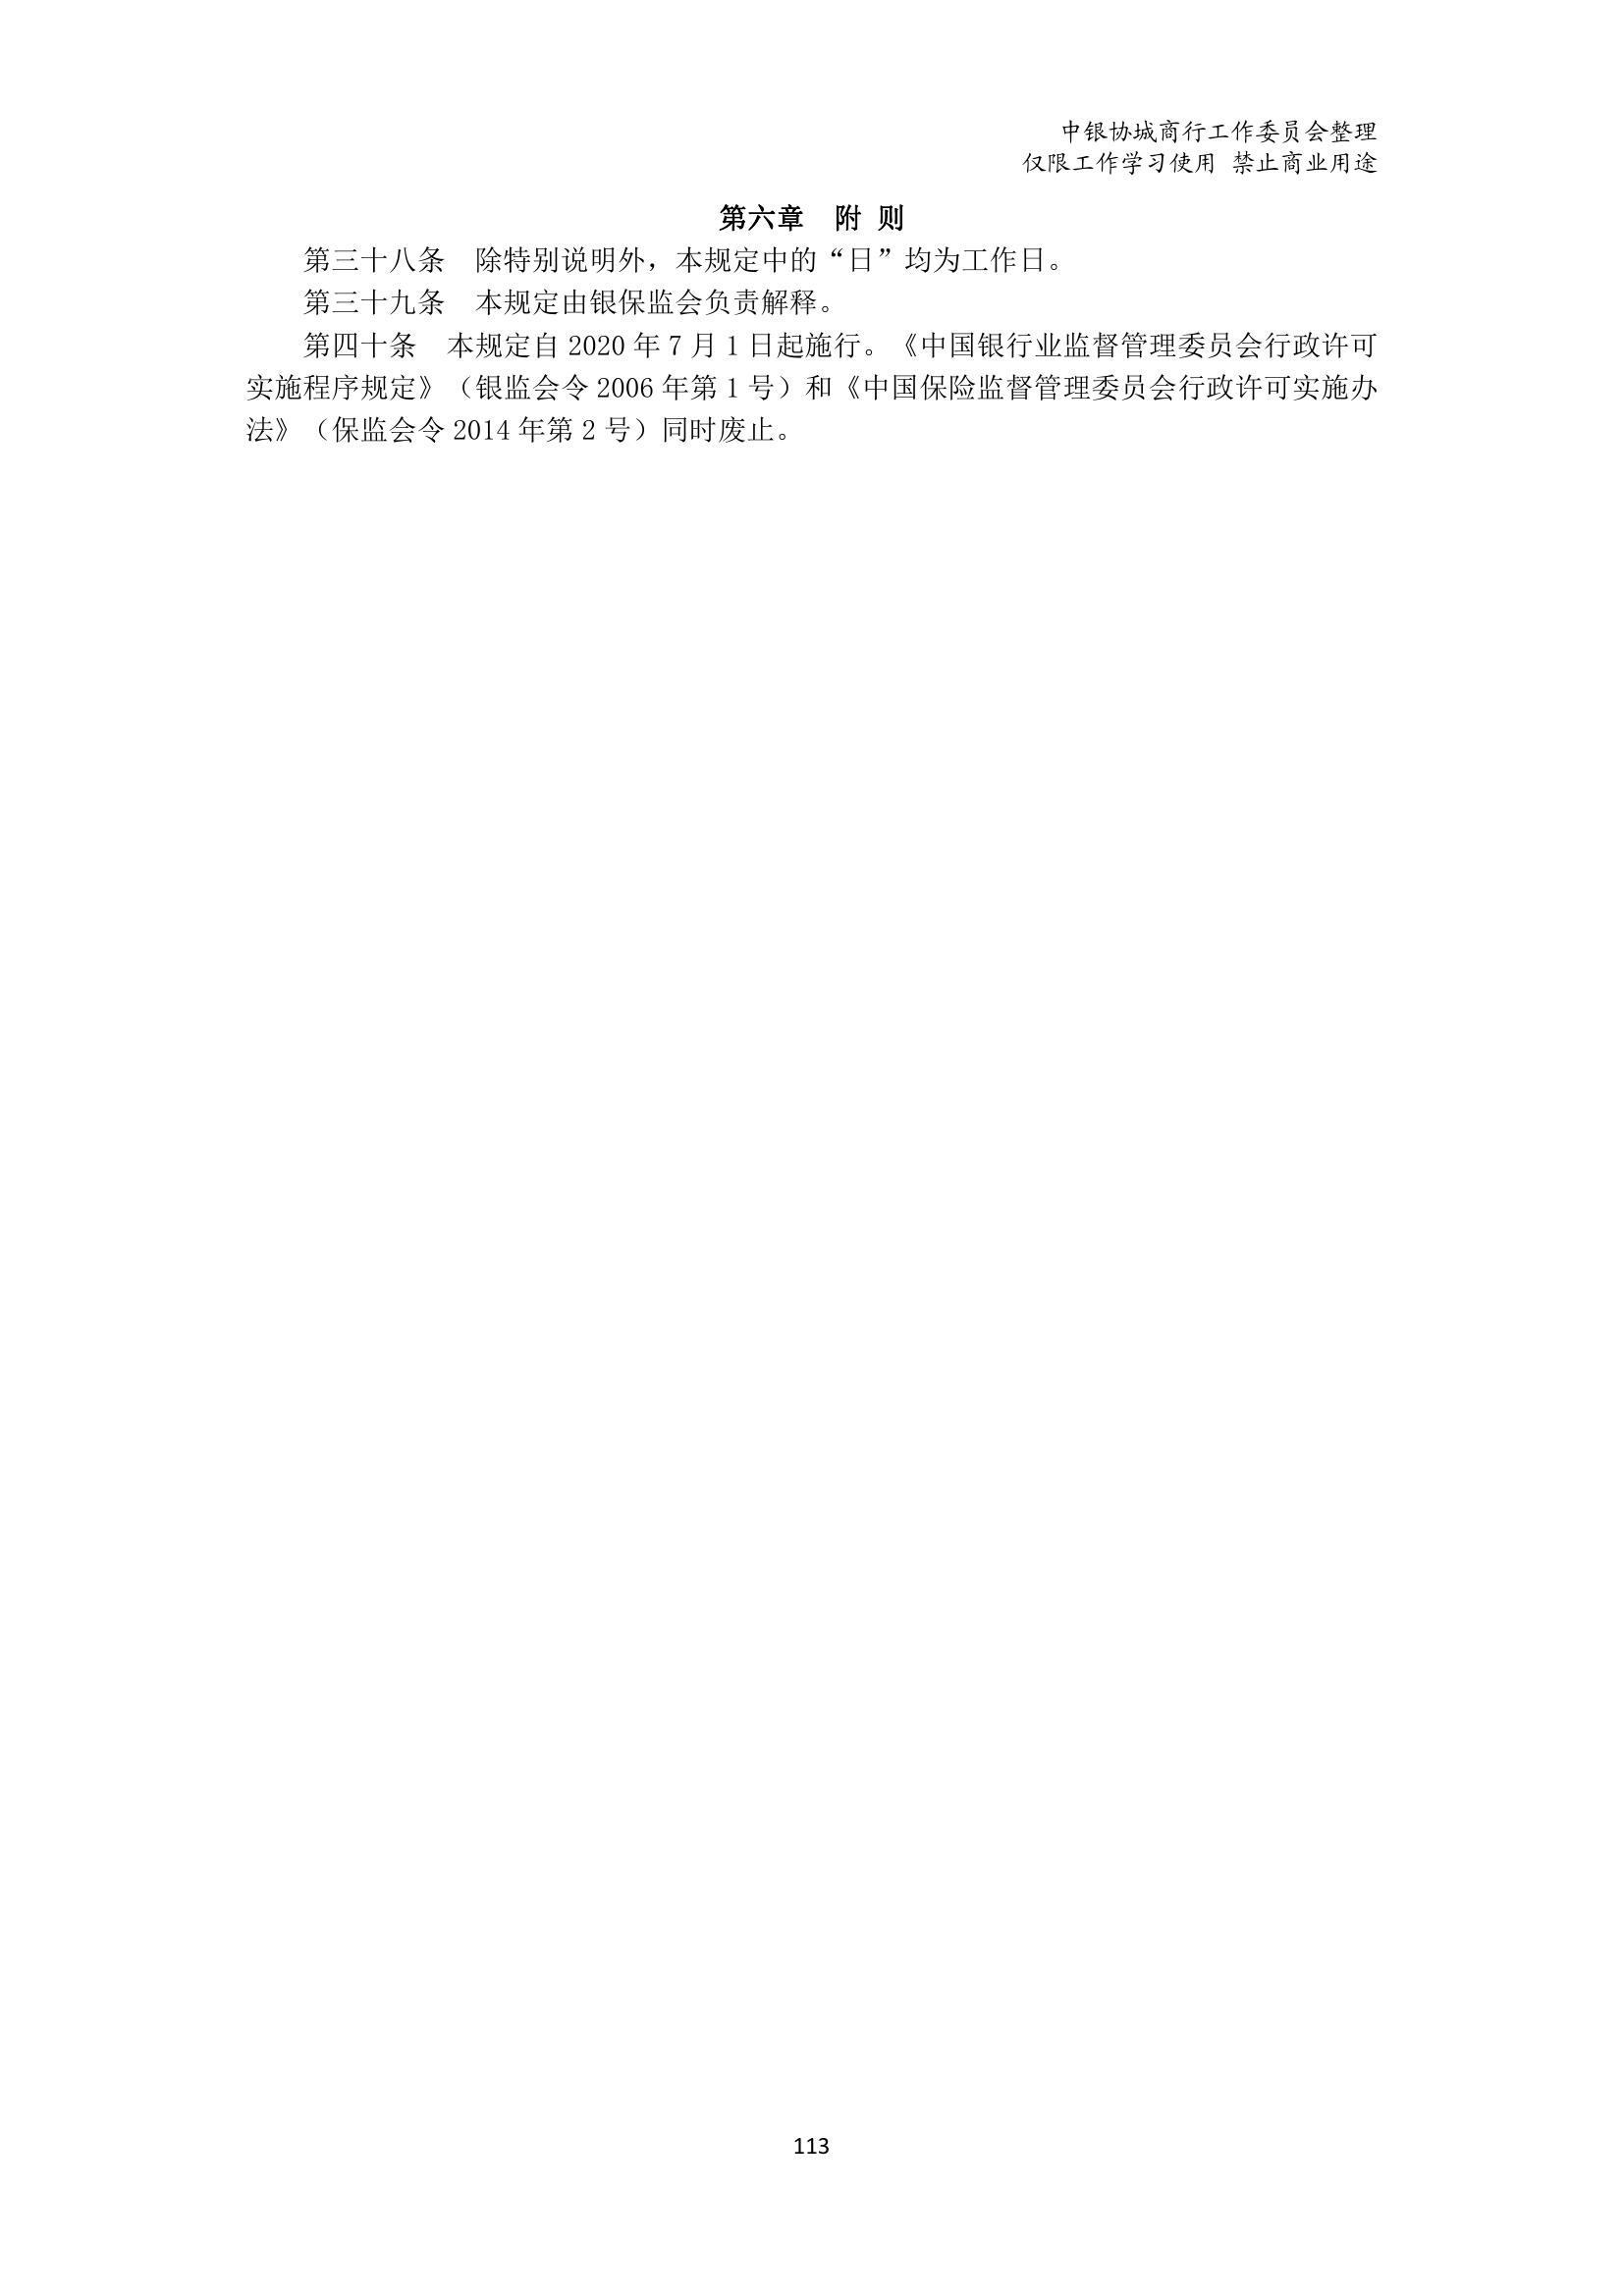 中银协城商行工作委员会整理
仅限工作学习使用 禁止商业用途
第六章 附 则
第三十八条 除特别说明外，本规定中的“日”均为工作日。
第三十九条 本规定由银保监会负责解释。
第四十条 本规定自 2020 年 7 月 1 日起施行。《中国银行业监督管理委员会行政许可
实施程序规定》（银监会令 2006 年第 1 号）和《中国保险监督管理委员会行政许可实施办
法》（保监会令 2014 年第 2 号）同时废止。
113